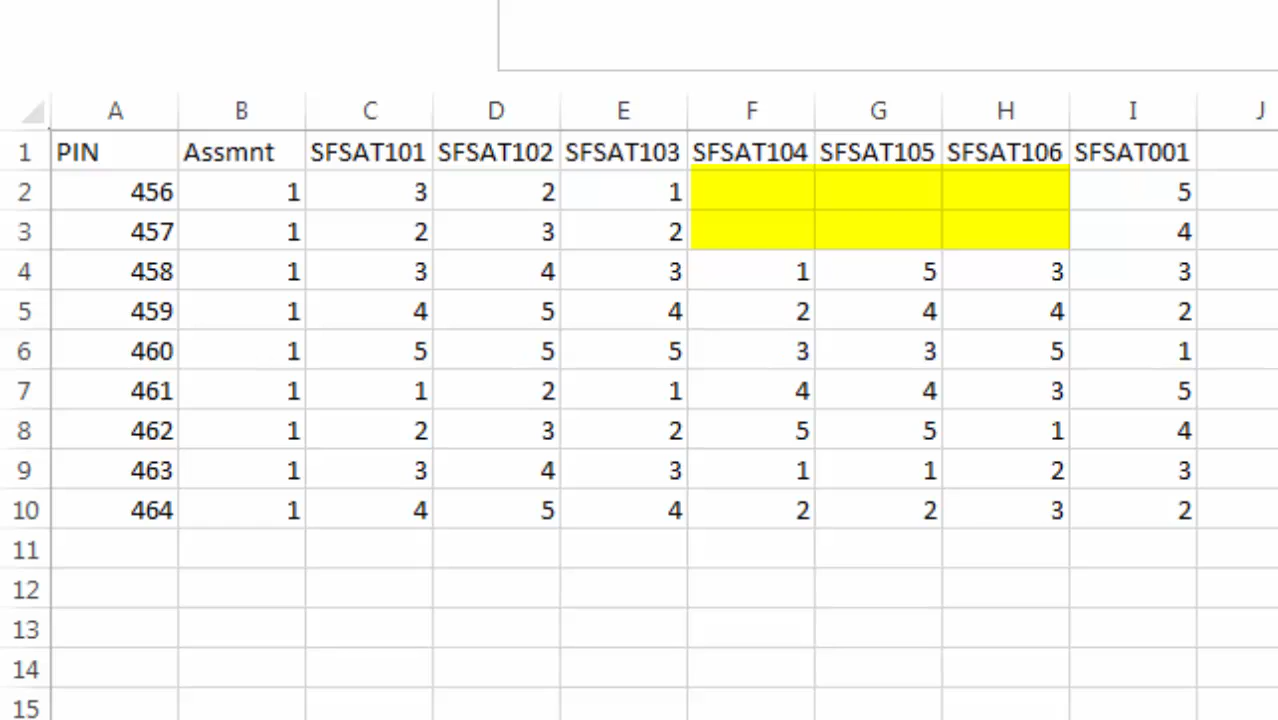 A B C D E F G H I J
1 PIN Assmnt SFSAT101 SFSAT102 SFSAT103 SFSAT104 SFSAT105 SFSAT106 SFSAT001
2 456 1 3 2 1 5
3 457 1 2 3 2 4
4 458 1 3 4 3 1 5 3 3
5 459 1 4 5 4 2 4 4 2
6 460 1 5 5 5 3 3 5 1
7 461 1 1 2 1 4 4 3 5
8 462 1 2 3 2 5 5 1 4
9 463 1 3 4 3 1 1 2 3
10 464 1 4 5 4 2 2 3 2
11
12
13
14
15